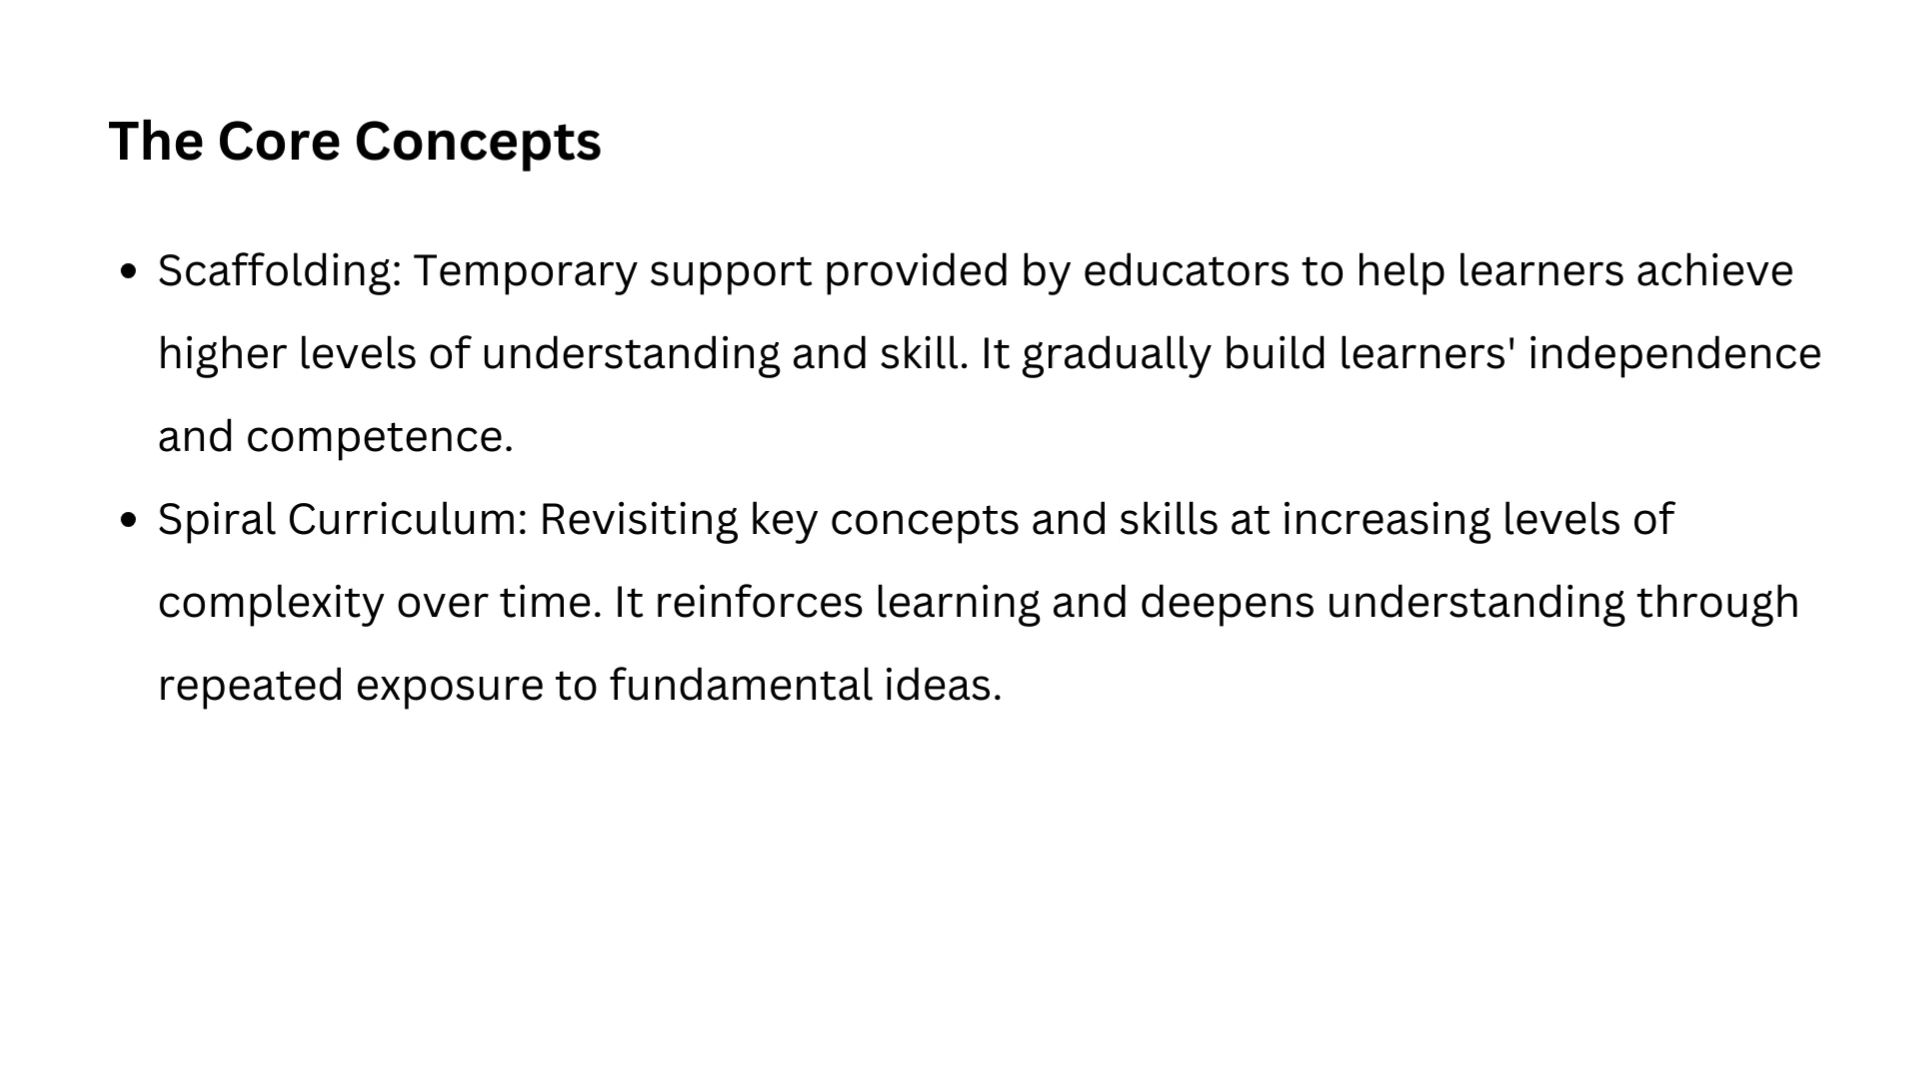 The Core Concepts
• Scaffolding: Temporary support provided by educators to help learners achieve
higher levels of understanding and skill. It gradually build learners' independence
and competence.
• Spiral Curriculum: Revisiting key concepts and skills at increasing levels of
complexity over time. It reinforces learning and deepens understanding through
repeated exposure to fundamental ideas.